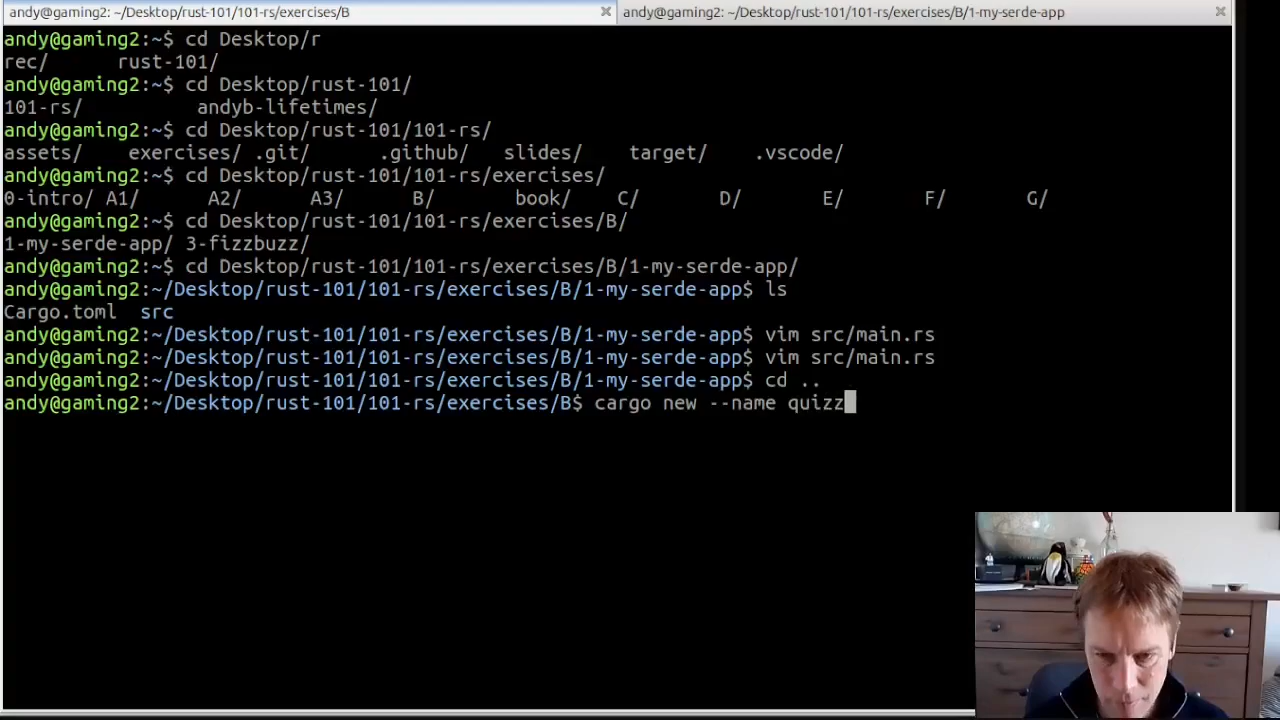 andy@gaming2: ~/Desktop/rust-101/101-rs/exercises/B × andy@gaming2: ~/Desktop/rust-101/101-rs/exercises/B/1-my-serde-app ×
andy@gaming2:~$ cd Desktop/r
rec/ rust-101/
andy@gaming2:~$ cd Desktop/rust-101/
101-rs/ andyb-lifetimes/
andy@gaming2:~$ cd Desktop/rust-101/101-rs/
assets/ exercises/ .git/ .github/ slides/ target/ .vscode/
andy@gaming2:~$ cd Desktop/rust-101/101-rs/exercises/
0-intro/ A1/ A2/ A3/ B/ book/ C/ D/ E/ F/ G/
andy@gaming2:~$ cd Desktop/rust-101/101-rs/exercises/B/
1-my-serde-app/ 3-fizzbuzz/
andy@gaming2:~$ cd Desktop/rust-101/101-rs/exercises/B/1-my-serde-app/
andy@gaming2:~/Desktop/rust-101/101-rs/exercises/B/1-my-serde-app$ ls
Cargo.toml src
andy@gaming2:~/Desktop/rust-101/101-rs/exercises/B/1-my-serde-app$ vim src/main.rs
andy@gaming2:~/Desktop/rust-101/101-rs/exercises/B/1-my-serde-app$ vim src/main.rs
andy@gaming2:~/Desktop/rust-101/101-rs/exercises/B/1-my-serde-app$ cd ..
andy@gaming2:~/Desktop/rust-101/101-rs/exercises/B$ cargo new --name quizz